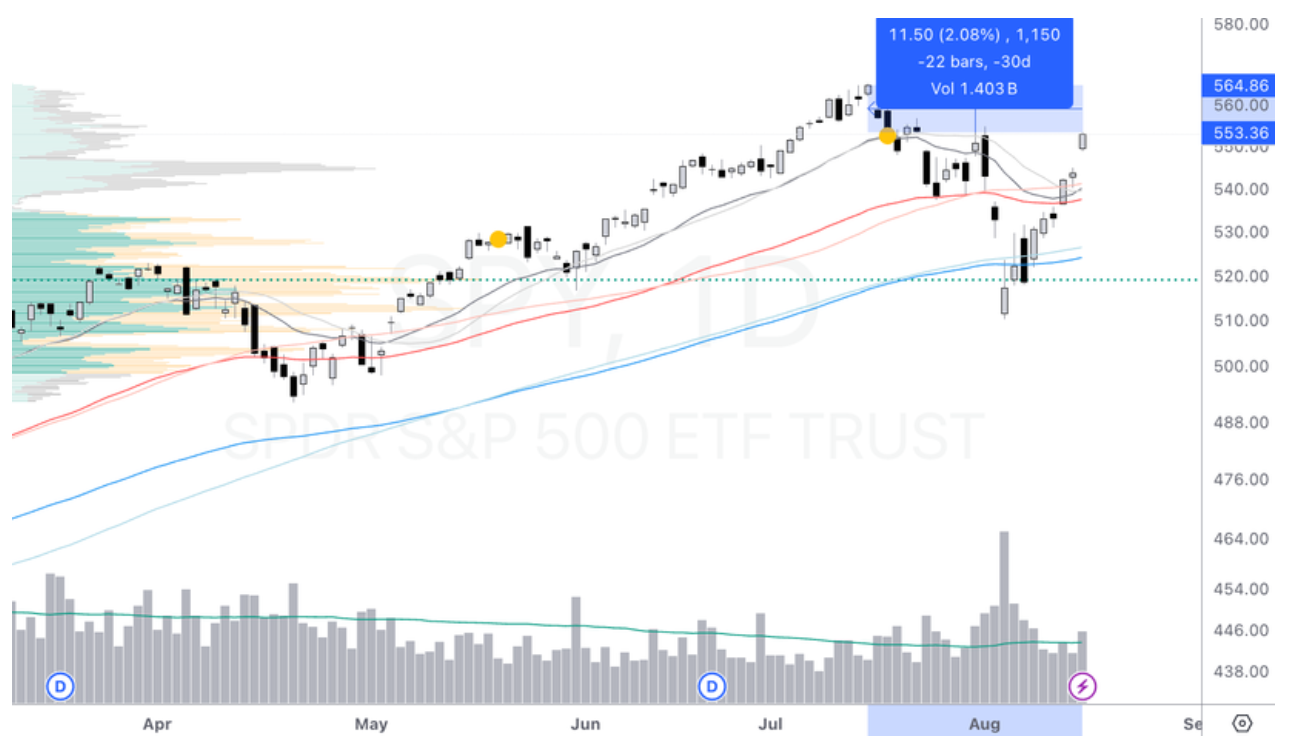 11.50 (2.08%) , 1,150
-22 bars, -30d
Vol 1.403 B
SPY, 1D
SPDR S&P 500 ETF TRUST
580.00
564.86
560.00
553.36
550.00
540.00
530.00
520.00
510.00
500.00
488.00
476.00
464.00
454.00
446.00
438.00
D
D
Apr
May
Jun
Jul
Aug
Se